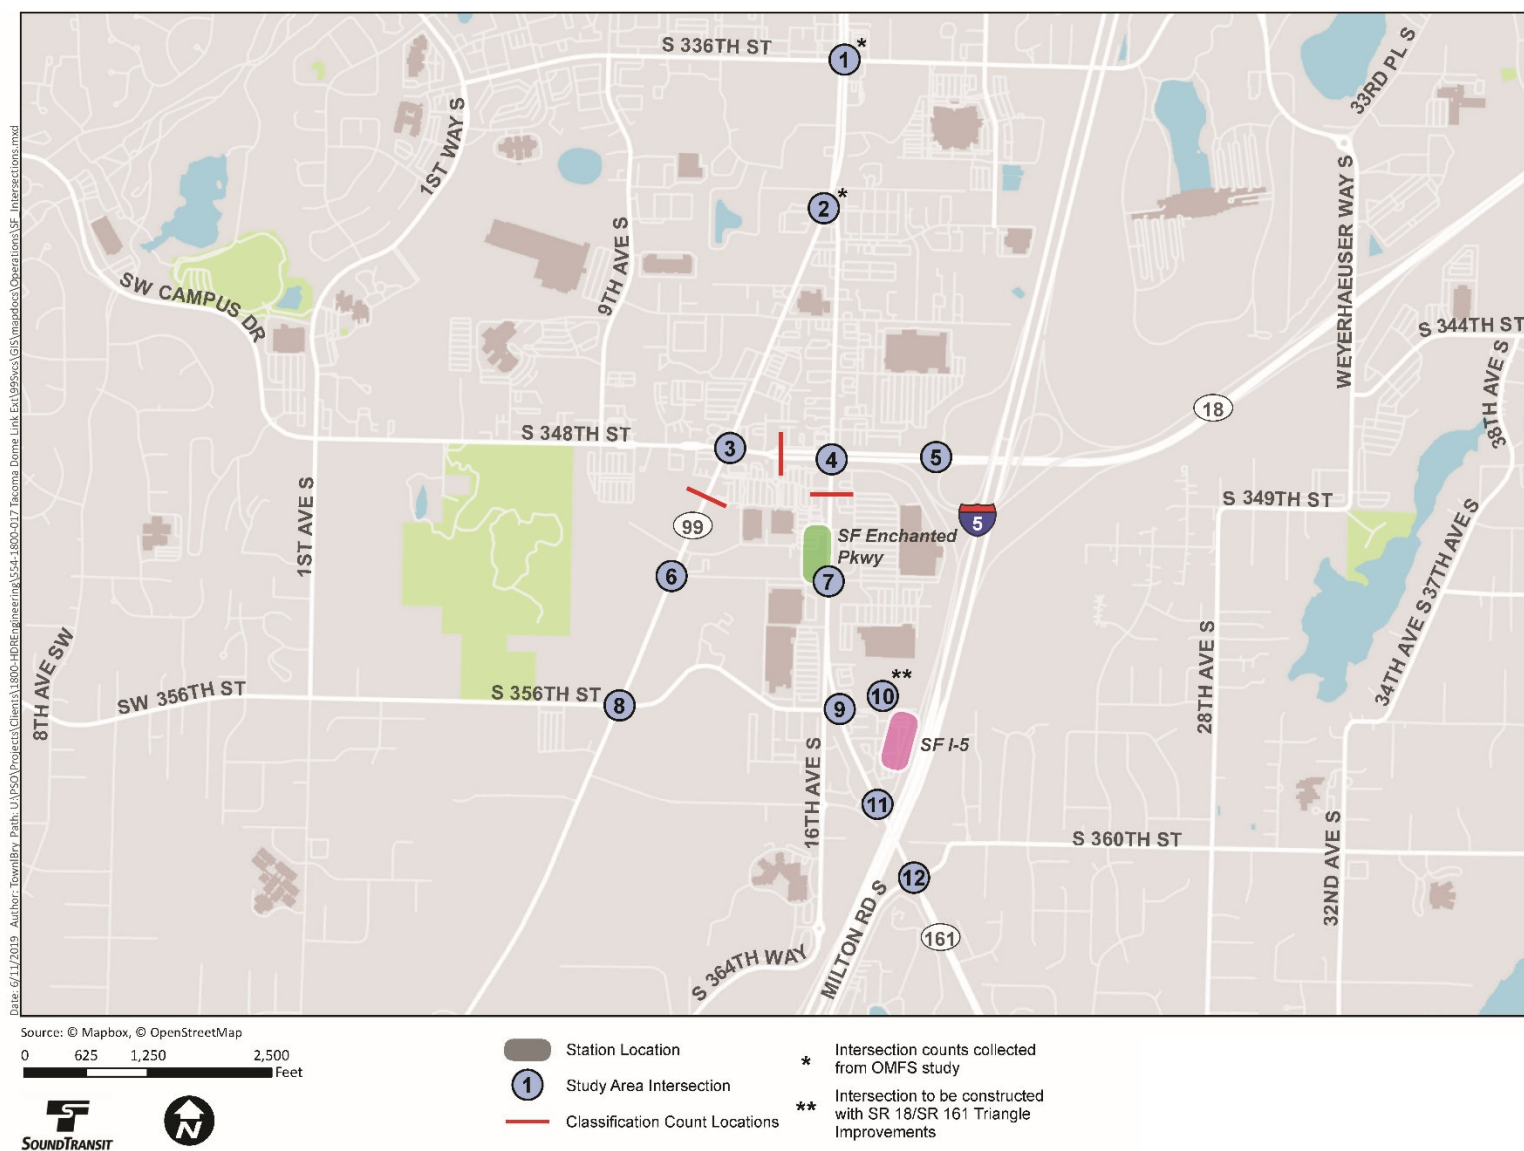 S 336TH ST
1
*
33RD PL S
1ST WAY S
2
*
9TH AVE S
WEYERHAEUSER WAY S
SW CAMPUS DR
S 344TH ST
38TH AVE S
18
S 348TH ST
3
4
5
S 349TH ST
99
5
SF Enchanted
Pkwy
1ST AVE S
6
7
37TH AVE S
34TH AVE S
28TH AVE S
8TH AVE SW
SW 356TH ST
S 356TH ST
8
9
10
**
SF I-5
16TH AVE S
11
S 360TH ST
12
32ND AVE S
MILTON RD S
161
S 364TH WAY
Date: 6/11/2019 Author: TownlBry Path: U:\PSO\Projects\Clients\1800-HDREngineering\554-1800-017 Tacoma Dome Link Ext\99Svcs\GIS\mapdocs\Operations\SF_Intersections.mxd
Source: © Mapbox, © OpenStreetMap
0 625 1,250 2,500
Feet
SOUNDTRANSIT
N
Station Location
1 Study Area Intersection
Classification Count Locations
* Intersection counts collected
from OMFS study
** Intersection to be constructed
with SR 18/SR 161 Triangle
Improvements